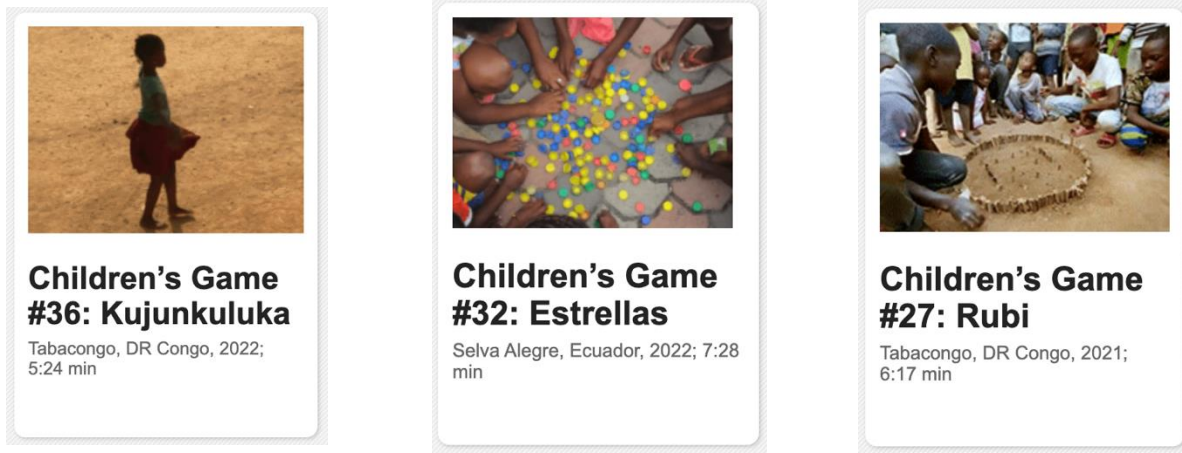 Children’s Game
#36: Kujunkuluka
Tabacongo, DR Congo, 2022;
5:24 min
Children’s Game
#32: Estrellas
Selva Alegre, Ecuador, 2022; 7:28
min
Children’s Game
#27: Rubi
Tabacongo, DR Congo, 2021;
6:17 min